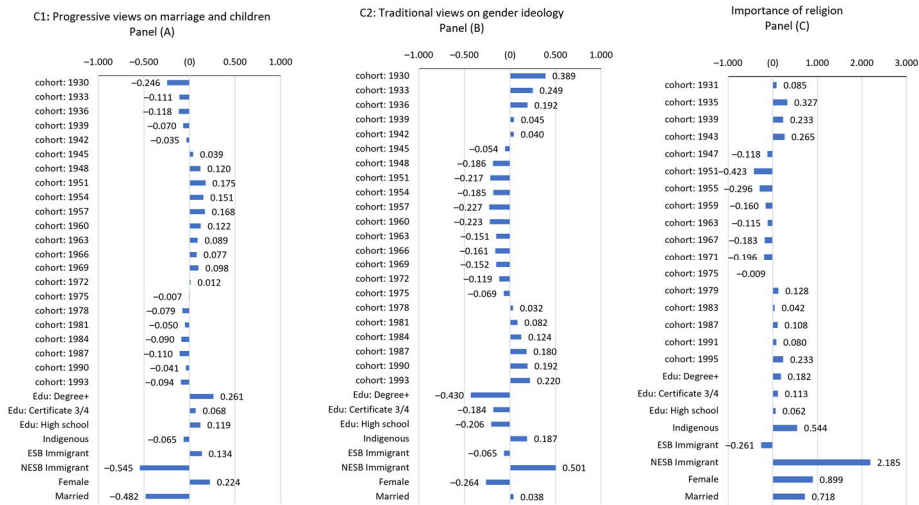 C1: Progressive views on marriage and children
Panel (A)
−1.000 −0.500 (0) 0.500 1.000
cohort: 1930 −0.246
cohort: 1933 −0.111
cohort: 1936 −0.118
cohort: 1939 −0.070
cohort: 1942 −0.035
cohort: 1945 0.039
cohort: 1948 0.120
cohort: 1951 0.175
cohort: 1954 0.151
cohort: 1957 0.168
cohort: 1960 0.122
cohort: 1963 0.089
cohort: 1966 0.077
cohort: 1969 0.098
cohort: 1972 0.012
cohort: 1975 −0.007
cohort: 1978 −0.079
cohort: 1981 −0.050
cohort: 1984 −0.090
cohort: 1987 −0.110
cohort: 1990 −0.041
cohort: 1993 −0.094
Edu: Degree+ 0.261
Edu: Certificate 3/4 0.068
Edu: High school 0.119
Indigenous −0.065
ESB Immigrant 0.134
NESB Immigrant −0.545
Female 0.224
Married −0.482
C2: Traditional views on gender ideology
Panel (B)
−1.000 −0.500 (0) 0.500 1.000
cohort: 1930 0.389
cohort: 1933 0.249
cohort: 1936 0.192
cohort: 1939 0.045
cohort: 1942 0.040
cohort: 1945 −0.054
cohort: 1948 −0.186
cohort: 1951 −0.217
cohort: 1954 −0.185
cohort: 1957 −0.227
cohort: 1960 −0.223
cohort: 1963 −0.151
cohort: 1966 −0.161
cohort: 1969 −0.152
cohort: 1972 −0.119
cohort: 1975 −0.069
cohort: 1978 0.032
cohort: 1981 0.082
cohort: 1984 0.124
cohort: 1987 0.180
cohort: 1990 0.192
cohort: 1993 0.220
Edu: Degree+ −0.430
Edu: Certificate 3/4 −0.184
Edu: High school −0.206
Indigenous 0.187
ESB Immigrant −0.065
NESB Immigrant 0.501
Female −0.264
Married 0.038
Importance of religion
Panel (C)
−1.000 (0) 1.000 2.000 3.000
cohort: 1931 0.085
cohort: 1935 0.327
cohort: 1939 0.233
cohort: 1943 0.265
cohort: 1947 −0.118
cohort: 1951 −0.423
cohort: 1955 −0.296
cohort: 1959 −0.160
cohort: 1963 −0.115
cohort: 1967 −0.183
cohort: 1971 −0.196
cohort: 1975 −0.009
cohort: 1979 0.128
cohort: 1983 0.042
cohort: 1987 0.108
cohort: 1991 0.080
cohort: 1995 0.233
Edu: Degree+ 0.182
Edu: Certificate 3/4 0.113
Edu: High school 0.062
Indigenous 0.544
ESB Immigrant −0.261
NESB Immigrant 2.185
Female 0.899
Married 0.718